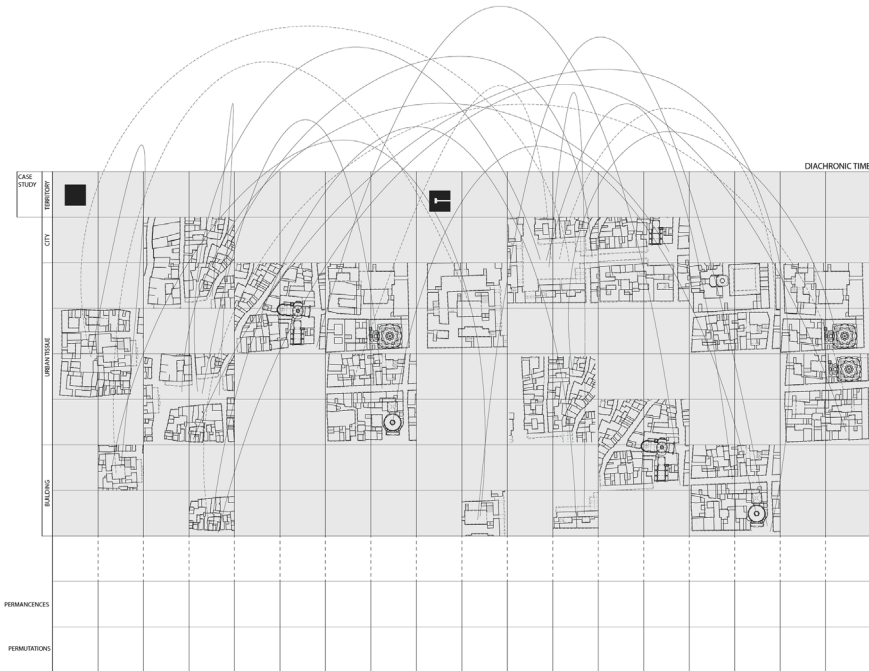 DIACHRONIC TIME
CASE
STUDY
TERRITORY
CITY
URBAN TISSUE
BUILDING
PERMANCENCES
PERMUTATIONS